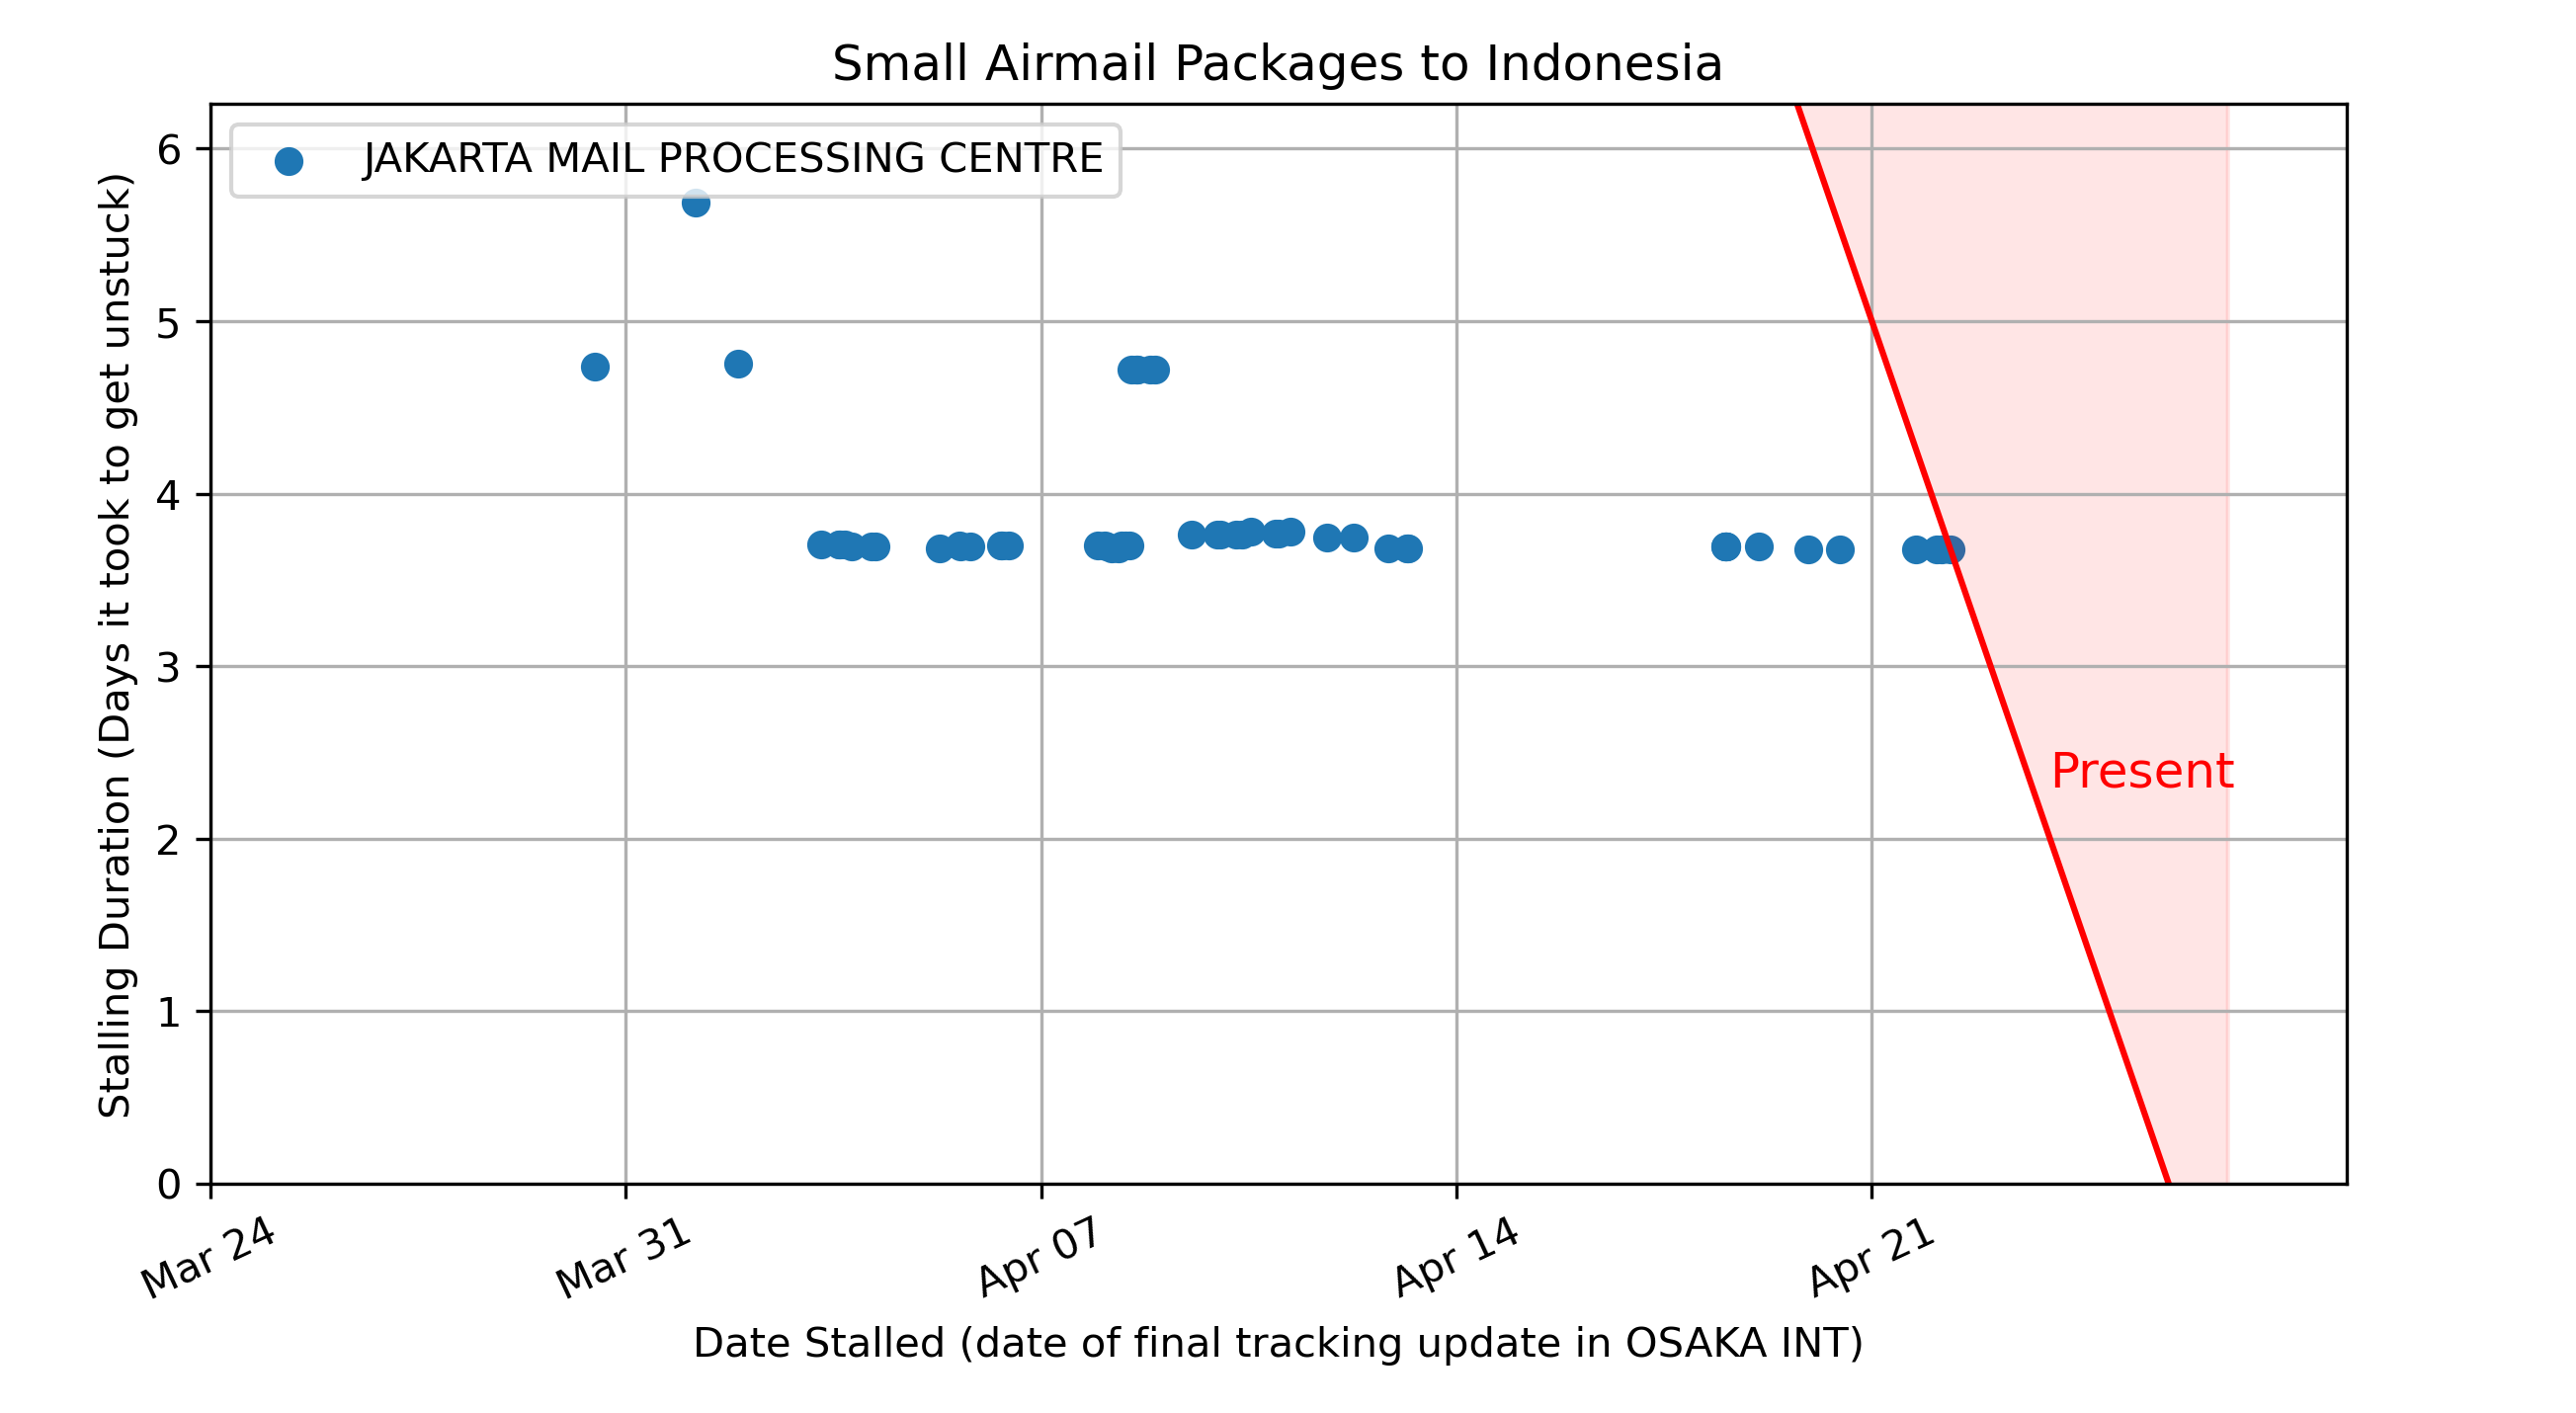 Small Airmail Packages to Indonesia
JAKARTA MAIL PROCESSING CENTRE
Stalling Duration (Days it took to get unstuck)
6
5
4
3
2
1
0
Present
Mar 24
Mar 31
Apr 07
Apr 14
Apr 21
Date Stalled (date of final tracking update in OSAKA INT)